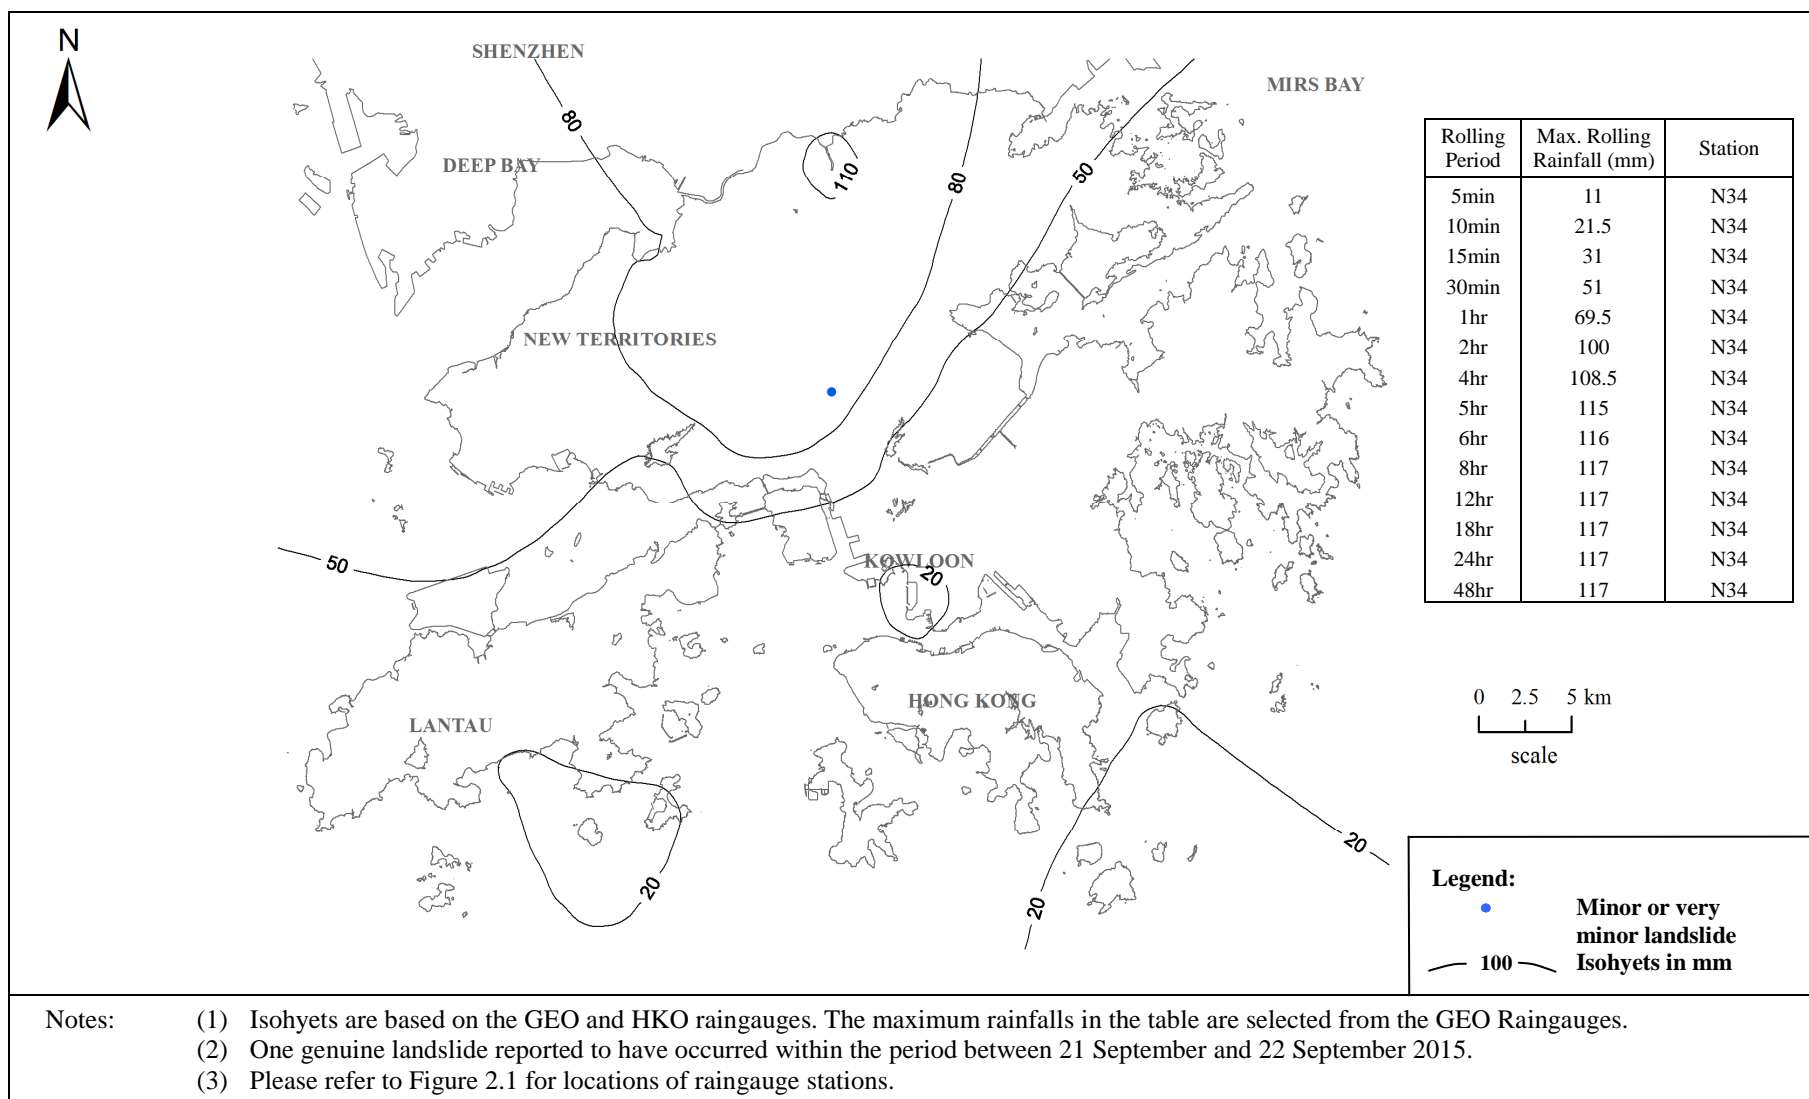 N
SHENZHEN
MIRS BAY
80
DEEP BAY
110
80
50
NEW TERRITORIES
50
KOWLOON
20
HONG KONG
LANTAU
20
20
20
Rolling Period Max. Rolling Rainfall (mm) Station
5min 11 N34
10min 21.5 N34
15min 31 N34
30min 51 N34
1hr 69.5 N34
2hr 100 N34
4hr 108.5 N34
5hr 115 N34
6hr 116 N34
8hr 117 N34
12hr 117 N34
18hr 117 N34
24hr 117 N34
48hr 117 N34
0 2.5 5 km
scale
Legend:
Minor or very
minor landslide
100 Isohyets in mm
Notes: (1) Isohyets are based on the GEO and HKO raingauges. The maximum rainfalls in the table are selected from the GEO Raingauges.
(2) One genuine landslide reported to have occurred within the period between 21 September and 22 September 2015.
(3) Please refer to Figure 2.1 for locations of raingauge stations.